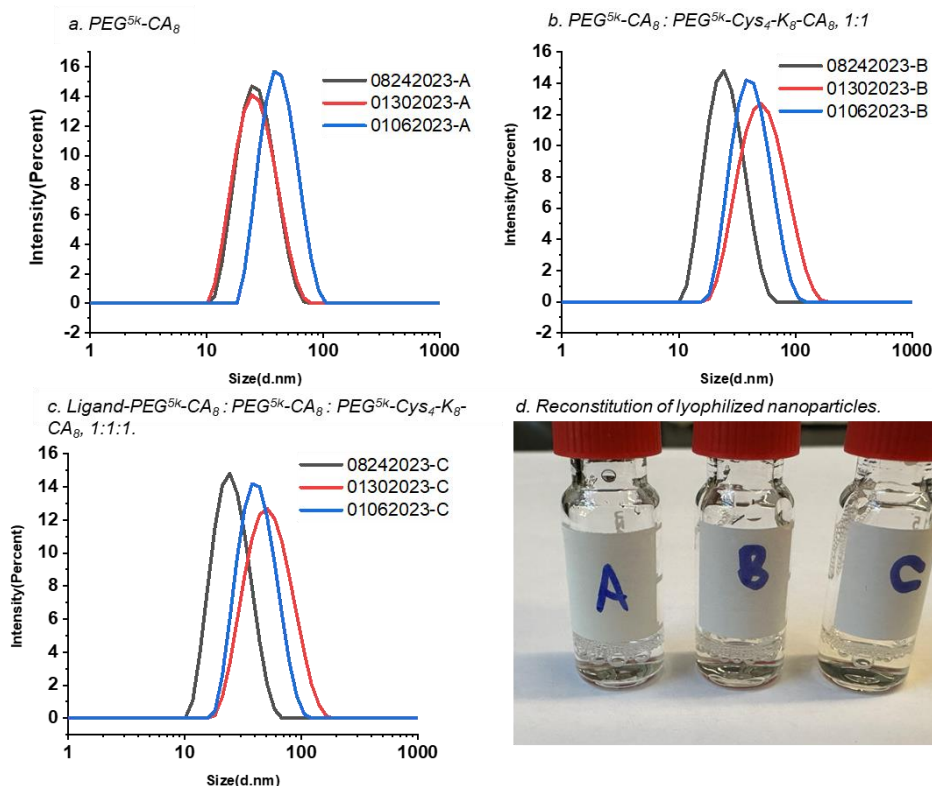 a. PEG⁵ᵏ-CA₈
Intensity(Percent)
16
14
12
10
8
6
4
2
0
-2
08242023-A
01302023-A
01062023-A
1 10 100 1000
Size(d.nm)
b. PEG⁵ᵏ-CA₈ : PEG⁵ᵏ-Cys₄-K₈-CA₈, 1:1
Intensity(Percent)
16
14
12
10
8
6
4
2
0
-2
08242023-B
01302023-B
01062023-B
1 10 100 1000
Size(d.nm)
c. Ligand-PEG⁵ᵏ-CA₈ : PEG⁵ᵏ-CA₈ : PEG⁵ᵏ-Cys₄-K₈-
CA₈, 1:1:1.
Intensity(Percent)
16
14
12
10
8
6
4
2
0
08242023-C
01302023-C
01062023-C
1 10 100 1000
Size(d.nm)
d. Reconstitution of lyophilized nanoparticles.
A B C